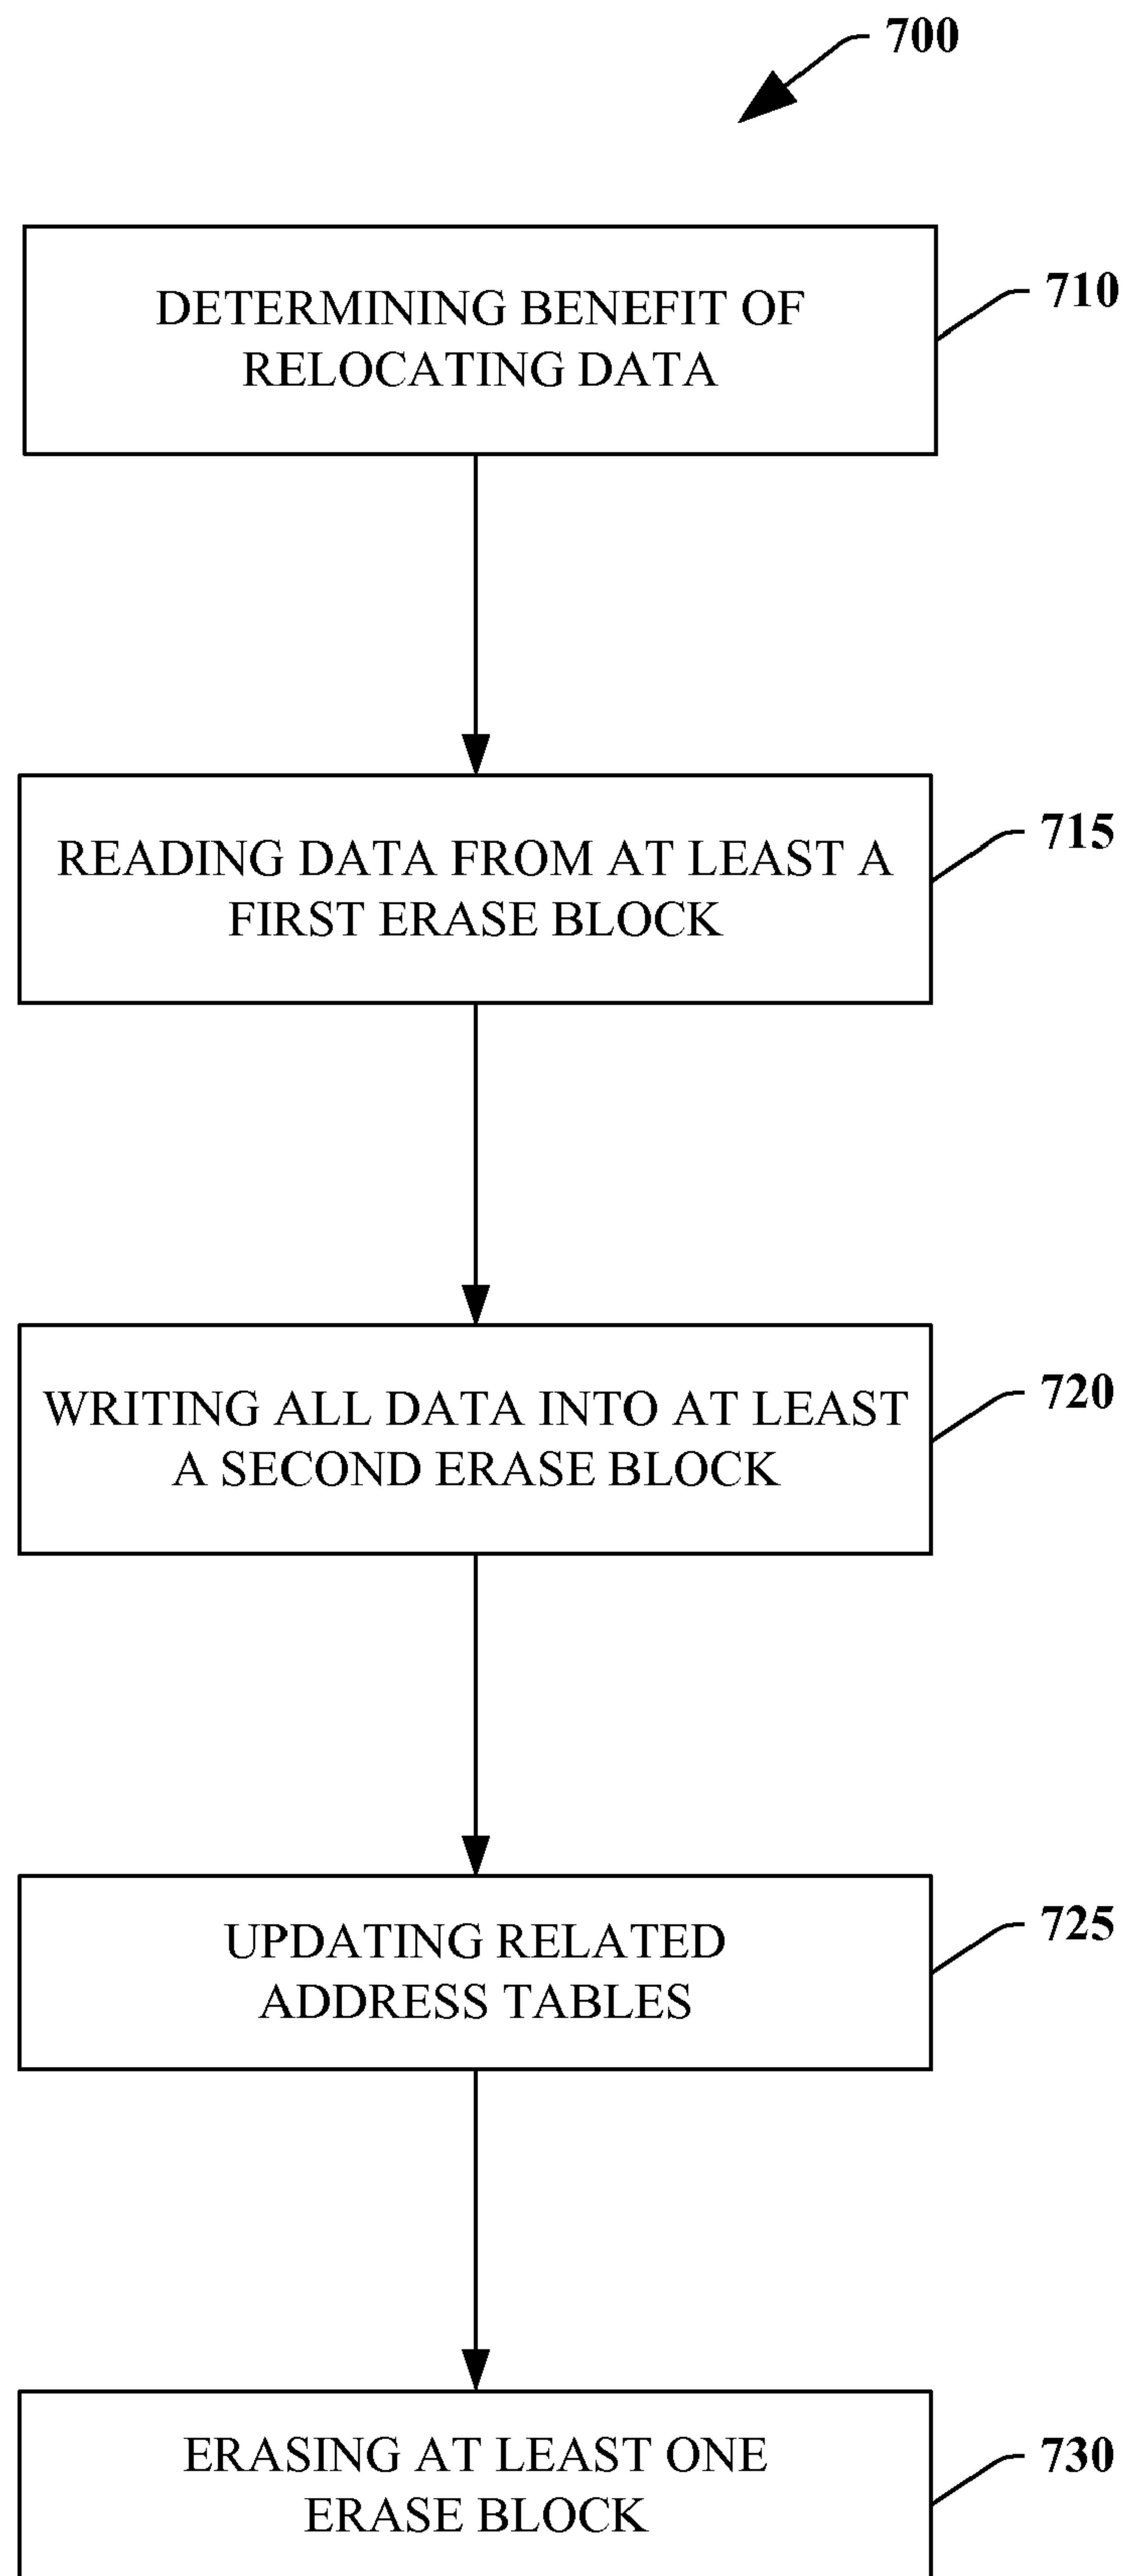 700
DETERMINING BENEFIT OF
RELOCATING DATA
710
READING DATA FROM AT LEAST A
FIRST ERASE BLOCK
715
WRITING ALL DATA INTO AT LEAST
A SECOND ERASE BLOCK
720
UPDATING RELATED
ADDRESS TABLES
725
ERASING AT LEAST ONE
ERASE BLOCK
730